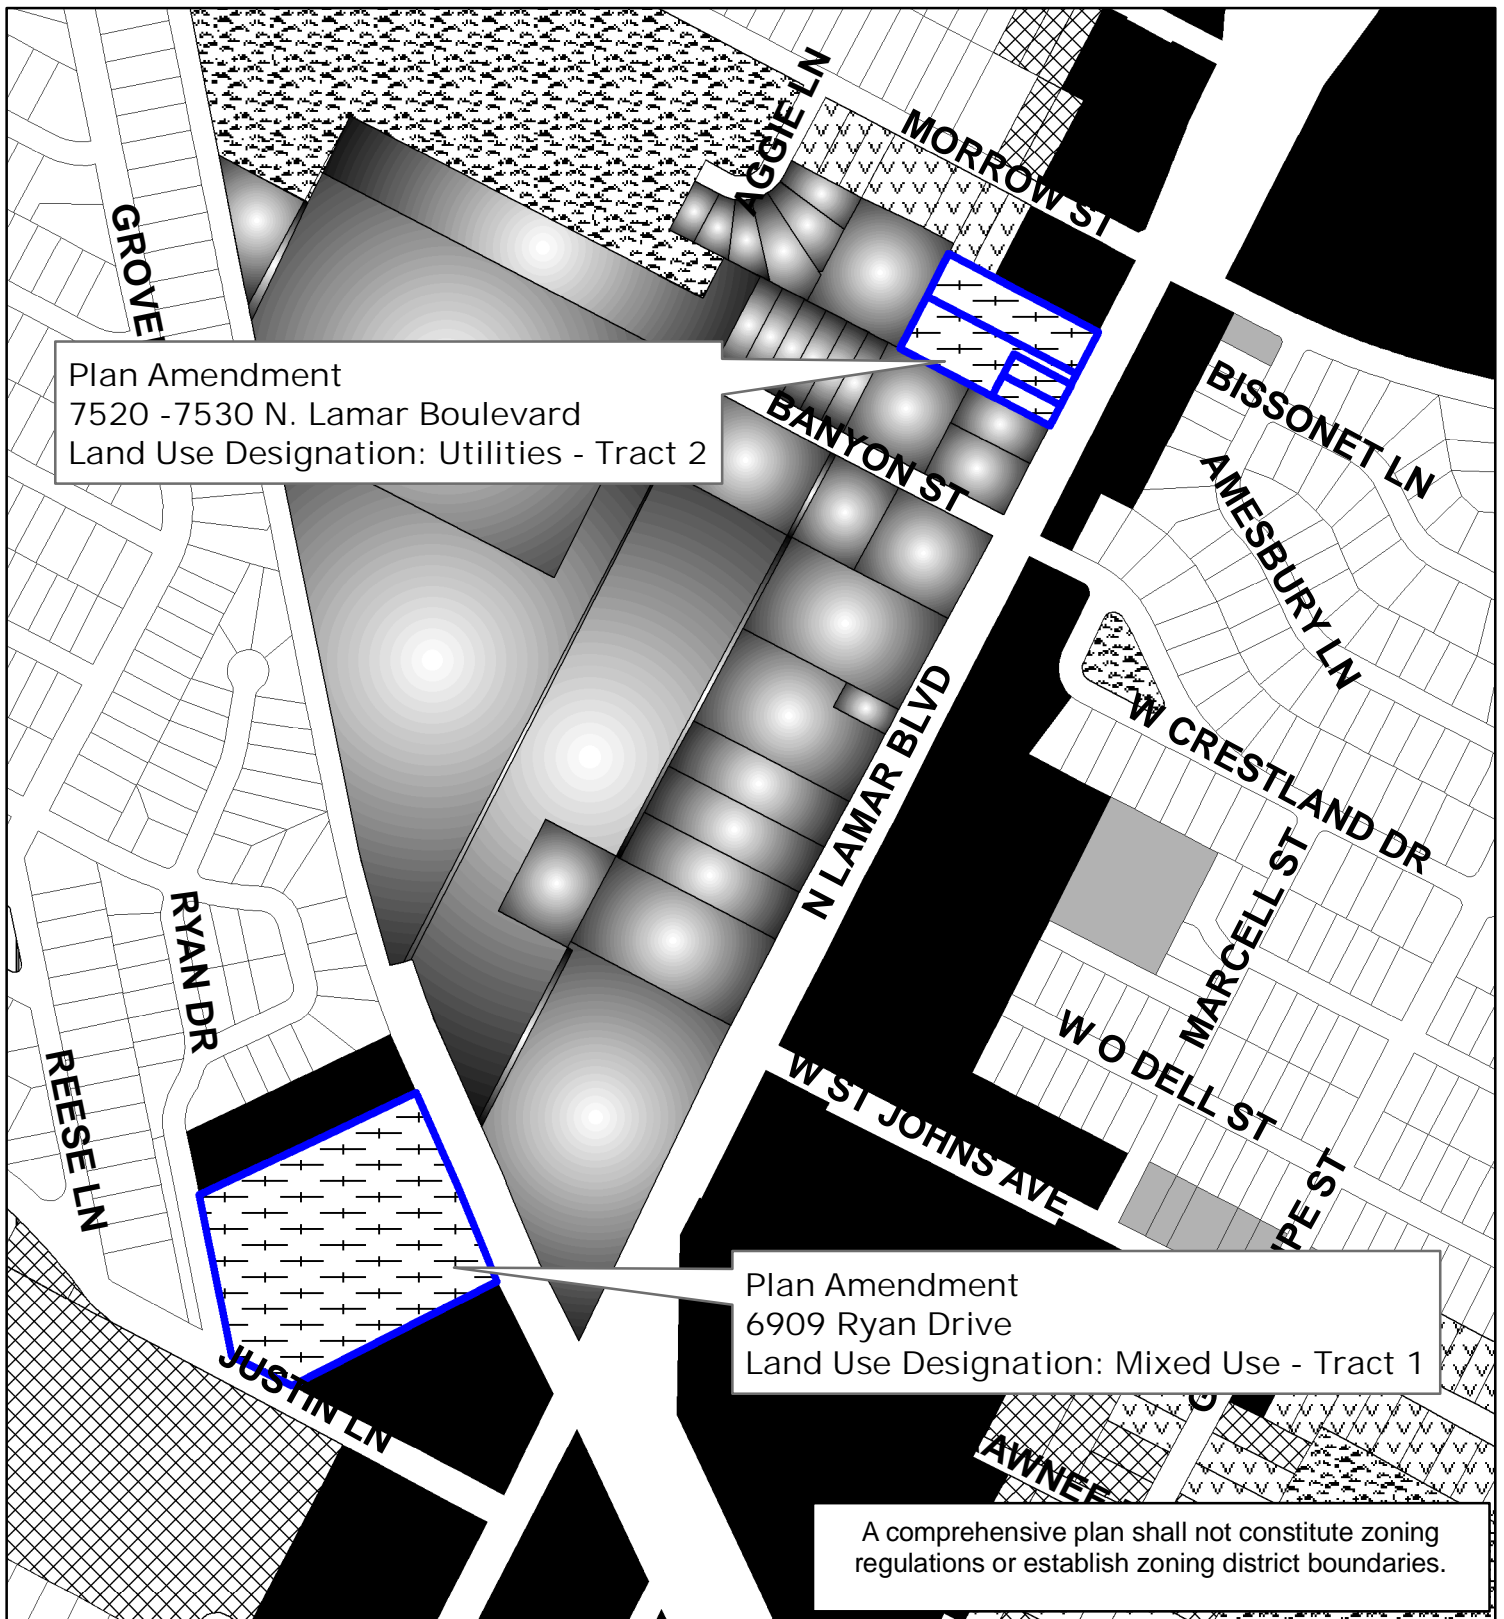 AGGIE LN
MORROW ST
GROVE
Plan Amendment
7520 -7530 N. Lamar Boulevard
Land Use Designation: Utilities - Tract 2
BANYON ST
BISSONET LN
AMESBURY LN
W CRESTLAND DR
N LAMAR BLVD
MARCELL ST
RYAN DR
W O DELL ST
REESE LN
W ST JOHNS AVE
IPE ST
G
Plan Amendment
6909 Ryan Drive
Land Use Designation: Mixed Use - Tract 1
JUSTIN LN
AWNEE
A comprehensive plan shall not constitute zoning
regulations or establish zoning district boundaries.